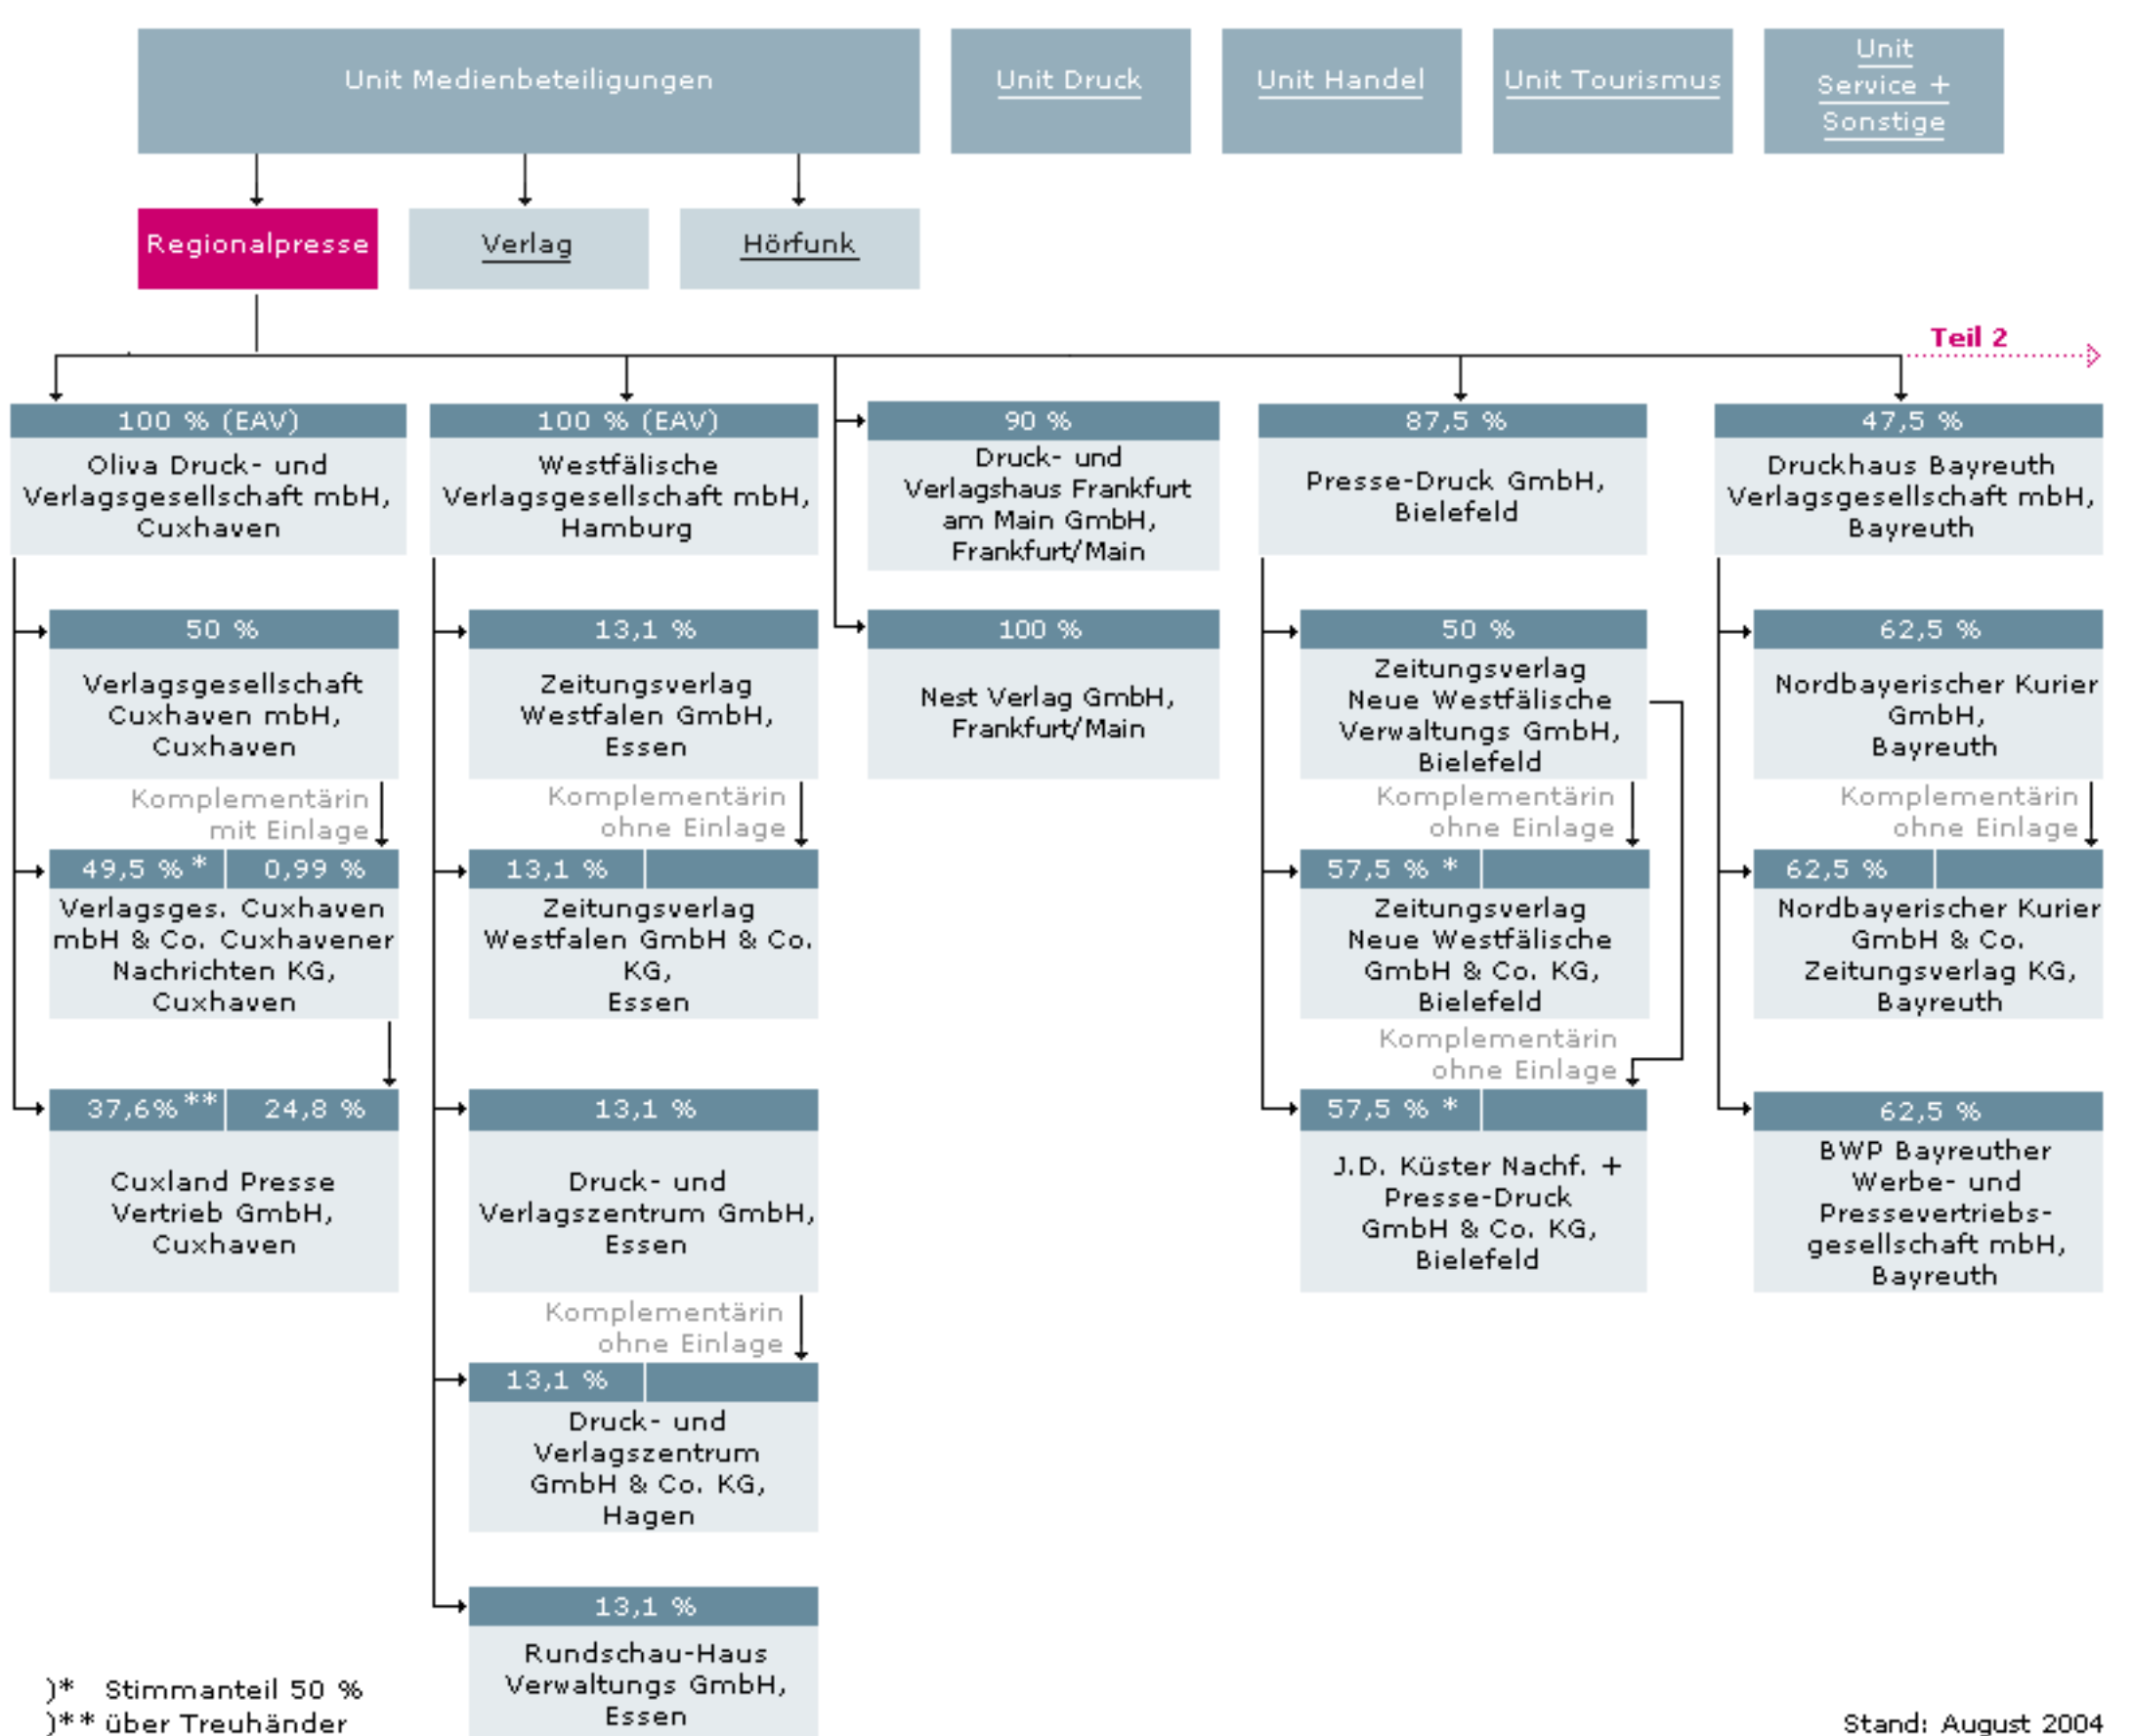 Unit Medienbeteiligungen
Unit Druck
Unit Handel
Unit Tourismus
Unit
Service +
Sonstige
Regionalpresse
Verlag
Hörfunk
Teil 2
100 % (EAV)
Oliva Druck- und
Verlagsgesellschaft mbH,
Cuxhaven
50 %
Verlagsgesellschaft
Cuxhaven mbH,
Cuxhaven
Komplementärin
mit Einlage
49,5 % * 0,99 %
Verlagsges. Cuxhaven
mbH & Co. Cuxhavener
Nachrichten KG,
Cuxhaven
37,6% ** 24,8 %
Cuxland Presse
Vertrieb GmbH,
Cuxhaven
100 % (EAV)
Westfälische
Verlagsgesellschaft mbH,
Hamburg
13,1 %
Zeitungsverlag
Westfalen GmbH,
Essen
Komplementärin
ohne Einlage
13,1 %
Zeitungsverlag
Westfalen GmbH & Co.
KG,
Essen
13,1 %
Druck- und
Verlagszentrum GmbH,
Essen
Komplementärin
ohne Einlage
13,1 %
Druck- und
Verlagszentrum
GmbH & Co. KG,
Hagen
13,1 %
Rundschau-Haus
Verwaltungs GmbH,
Essen
90 %
Druck- und
Verlagshaus Frankfurt
am Main GmbH,
Frankfurt/Main
100 %
Nest Verlag GmbH,
Frankfurt/Main
87,5 %
Presse-Druck GmbH,
Bielefeld
50 %
Zeitungsverlag
Neue Westfälische
Verwaltungs GmbH,
Bielefeld
Komplementärin
ohne Einlage
57,5 % *
Zeitungsverlag
Neue Westfälische
GmbH & Co. KG,
Bielefeld
Komplementärin
ohne Einlage
57,5 % *
J.D. Küster Nachf. +
Presse-Druck
GmbH & Co. KG,
Bielefeld
47,5 %
Druckhaus Bayreuth
Verlagsgesellschaft mbH,
Bayreuth
62,5 %
Nordbayerischer Kurier
GmbH,
Bayreuth
Komplementärin
ohne Einlage
62,5 %
Nordbayerischer Kurier
GmbH & Co.
Zeitungsverlag KG,
Bayreuth
62,5 %
BWP Bayreuther
Werbe- und
Pressevertriebs-
gesellschaft mbH,
Bayreuth
)* Stimmanteil 50 %
)** über Treuhänder
Stand: August 2004